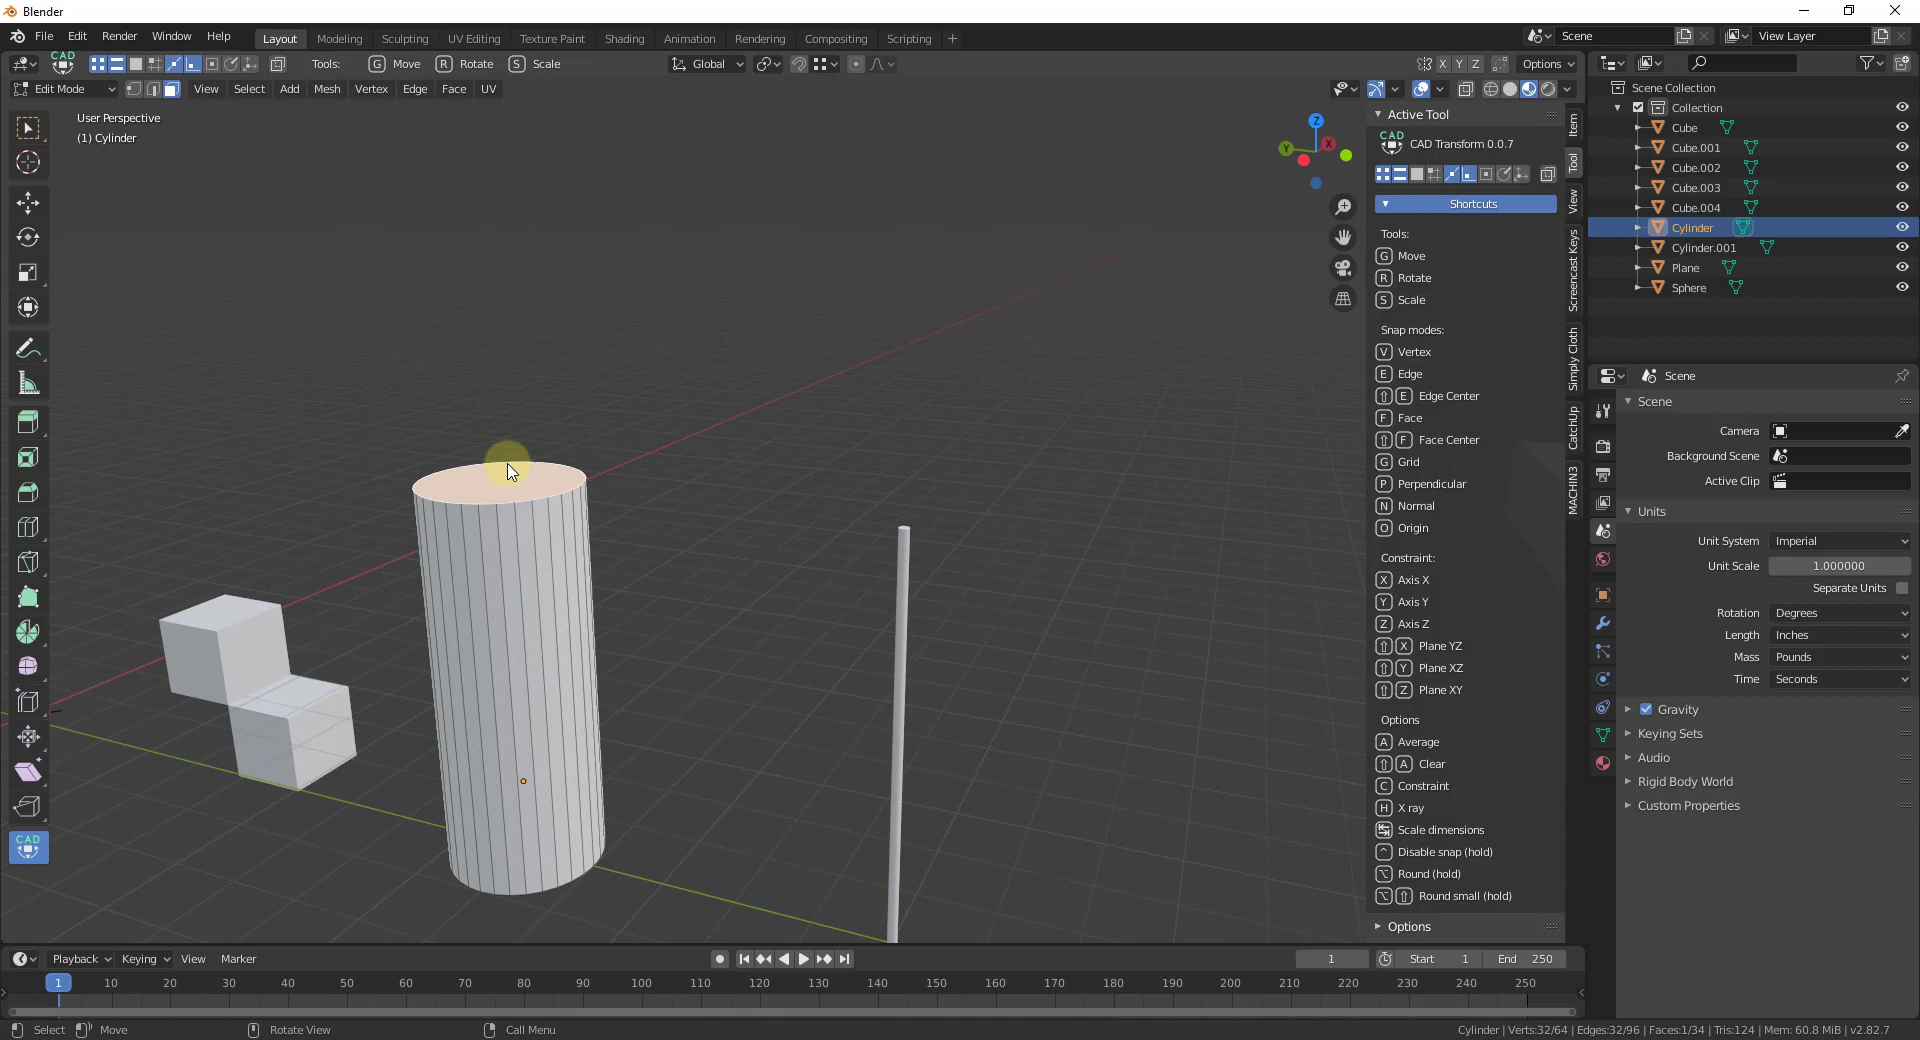 Blender
File Edit Render Window Help
Layout Modeling Sculpting UV Editing Texture Paint Shading Animation Rendering Compositing Scripting +
Scene
View Layer
CAD
Tools: G Move R Rotate S Scale
Global
X Y Z
Options
Edit Mode View Select Add Mesh Vertex Edge Face UV
User Perspective
(1) Cylinder
Z
Y
X
CAD
Active Tool
CAD
CAD Transform 0.0.7
Shortcuts
Tools:
G Move
R Rotate
S Scale
Snap modes:
V Vertex
E Edge
⇧ E Edge Center
F Face
⇧ F Face Center
G Grid
P Perpendicular
N Normal
O Origin
Constraint:
X Axis X
Y Axis Y
Z Axis Z
⇧ X Plane YZ
⇧ Y Plane XZ
⇧ Z Plane XY
Options
A Average
⇧ A Clear
C Constraint
H X ray
Scale dimensions
^ Disable snap (hold)
⌥ Round (hold)
⌥ ⇧ Round small (hold)
Options
Item
Tool
View
Screencast Keys
Simply Cloth
CatchUp
MACHIN3
Scene Collection
Collection
Cube
Cube.001
Cube.002
Cube.003
Cube.004
Cylinder
Cylinder.001
Plane
Sphere
Scene
Scene
Camera
Background Scene
Active Clip
Units
Unit System Imperial
Unit Scale 1.000000
Separate Units
Rotation Degrees
Length Inches
Mass Pounds
Time Seconds
Gravity
Keying Sets
Audio
Rigid Body World
Custom Properties
Playback Keying View Marker
1
Start 1
End 250
1 10 20 30 40 50 60 70 80 90 100 110 120 130 140 150 160 170 180 190 200 210 220 230 240 250
Select Move Rotate View Call Menu
Cylinder | Verts:32/64 | Edges:32/96 | Faces:1/34 | Tris:124 | Mem: 60.8 MiB | v2.82.7